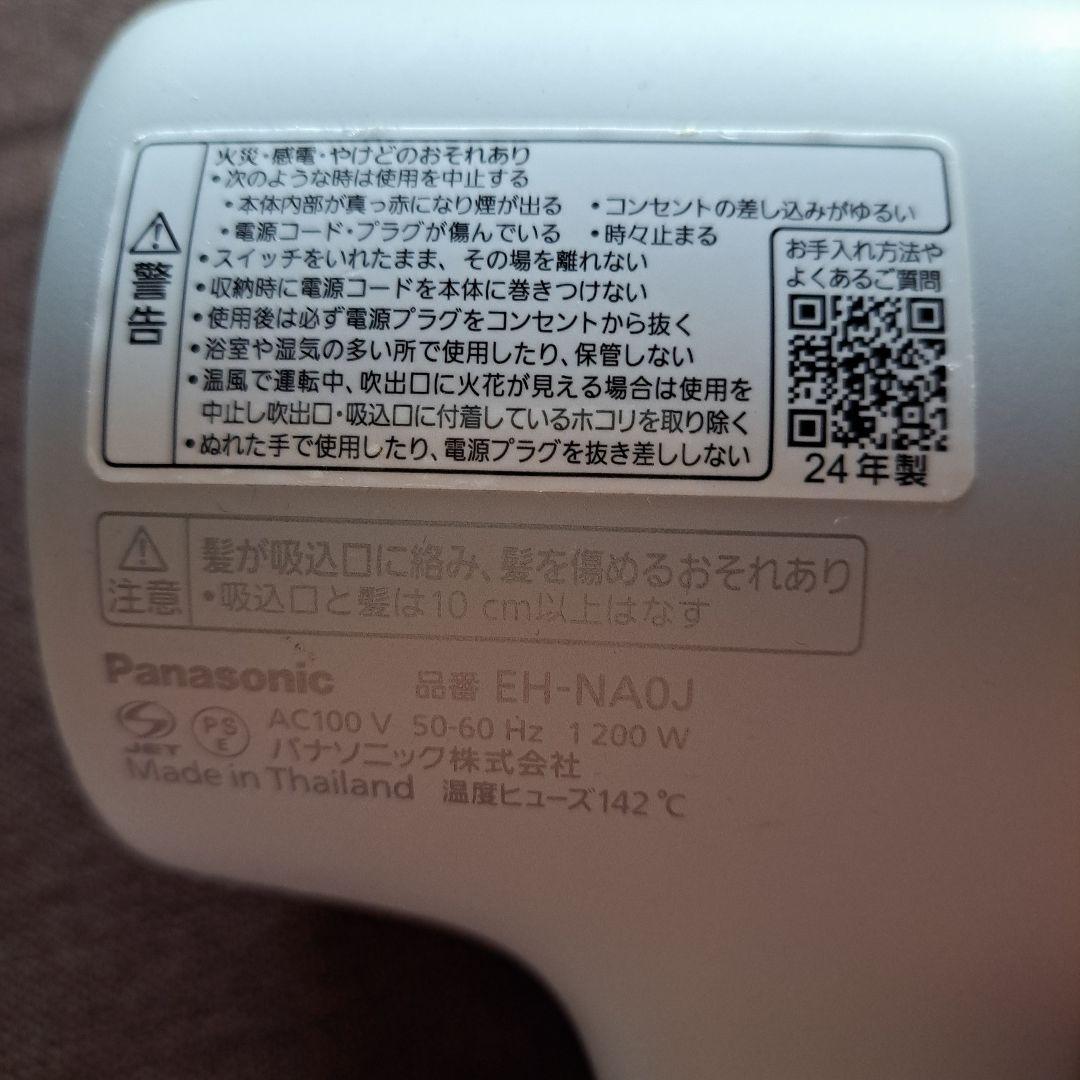 火災・感電・やけどのおそれあり
・次のような時は使用を中止する
・本体内部が真っ赤になり煙が出る ・コンセントの差し込みがゆるい
・電源コード・プラグが傷んでいる ・時々止まる
・スイッチをいれたまま、その場を離れない
・収納時に電源コードを本体に巻きつけない
・使用後は必ず電源プラグをコンセントから抜く
・浴室や湿気の多い所で使用したり、保管しない
・温風で運転中、吹出口に火花が見える場合は使用を
中止し吹出口・吸込口に付着しているホコリを取り除く
・ぬれた手で使用したり、電源プラグを抜き差ししない
警告
お手入れ方法や
よくあるご質問
24年製
注意
髪が吸込口に絡み、髪を傷めるおそれあり
・吸込口と髪は10 cm以上はなす
Panasonic 品番 EH-NA0J
JET PS E AC100 V 50-60 Hz 1 200 W
パナソニック株式会社
Made in Thailand 温度ヒューズ142 ℃